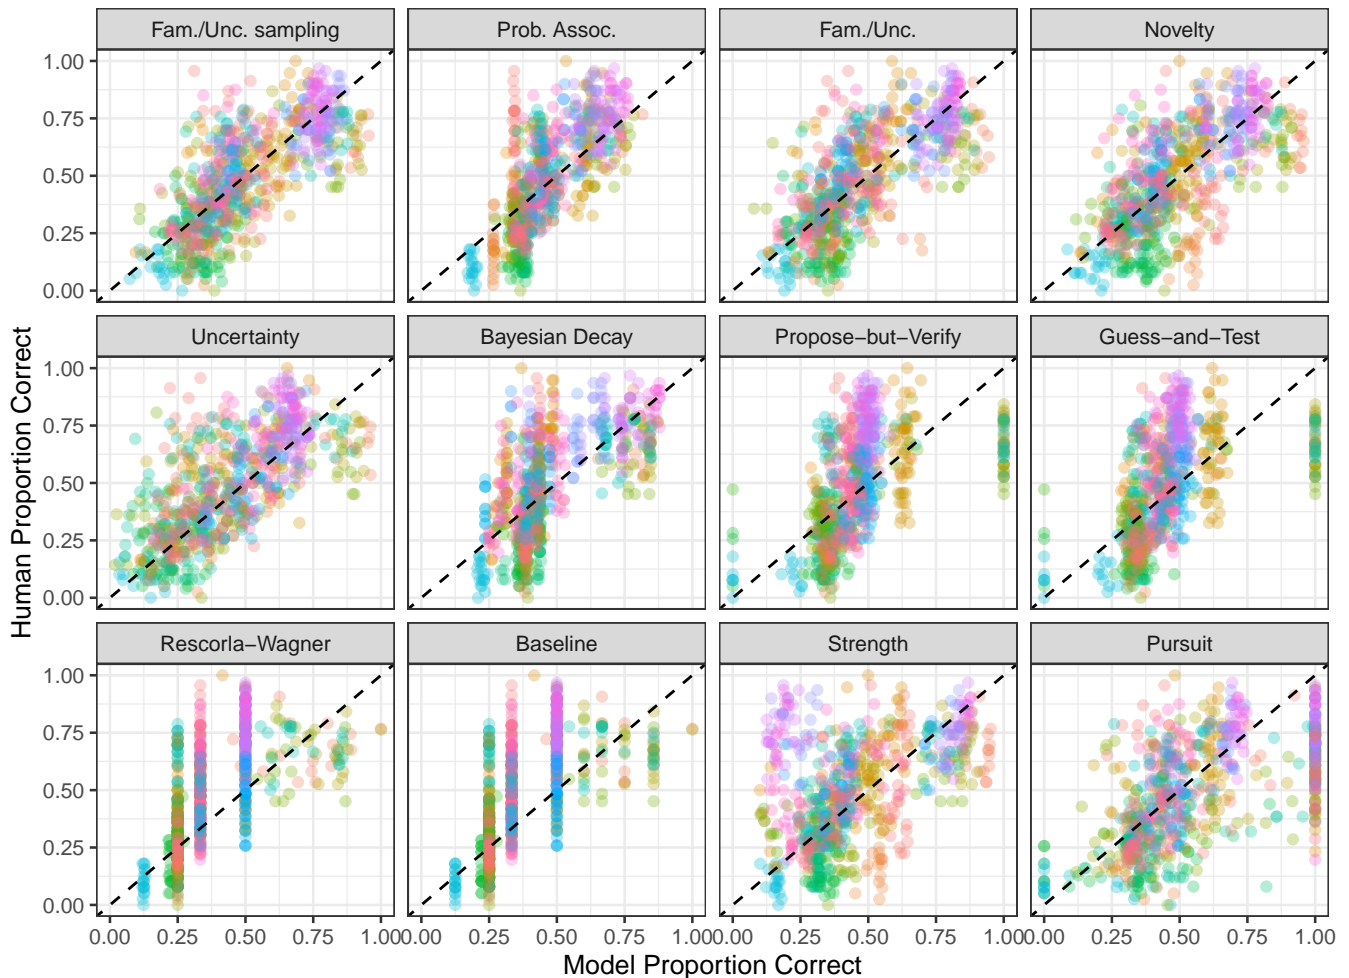 Fam./Unc. sampling Prob. Assoc. Fam./Unc. Novelty
1.00
0.75
0.50
0.25
0.00
Uncertainty Bayesian Decay Propose−but−Verify Guess−and−Test
1.00
0.75
0.50
0.25
0.00
Rescorla−Wagner Baseline Strength Pursuit
1.00
0.75
0.50
0.25
0.00
0.00 0.25 0.50 0.75 1.00 0.00 0.25 0.50 0.75 1.00 0.00 0.25 0.50 0.75 1.00 0.00 0.25 0.50 0.75 1.00
Model Proportion Correct
Human Proportion Correct